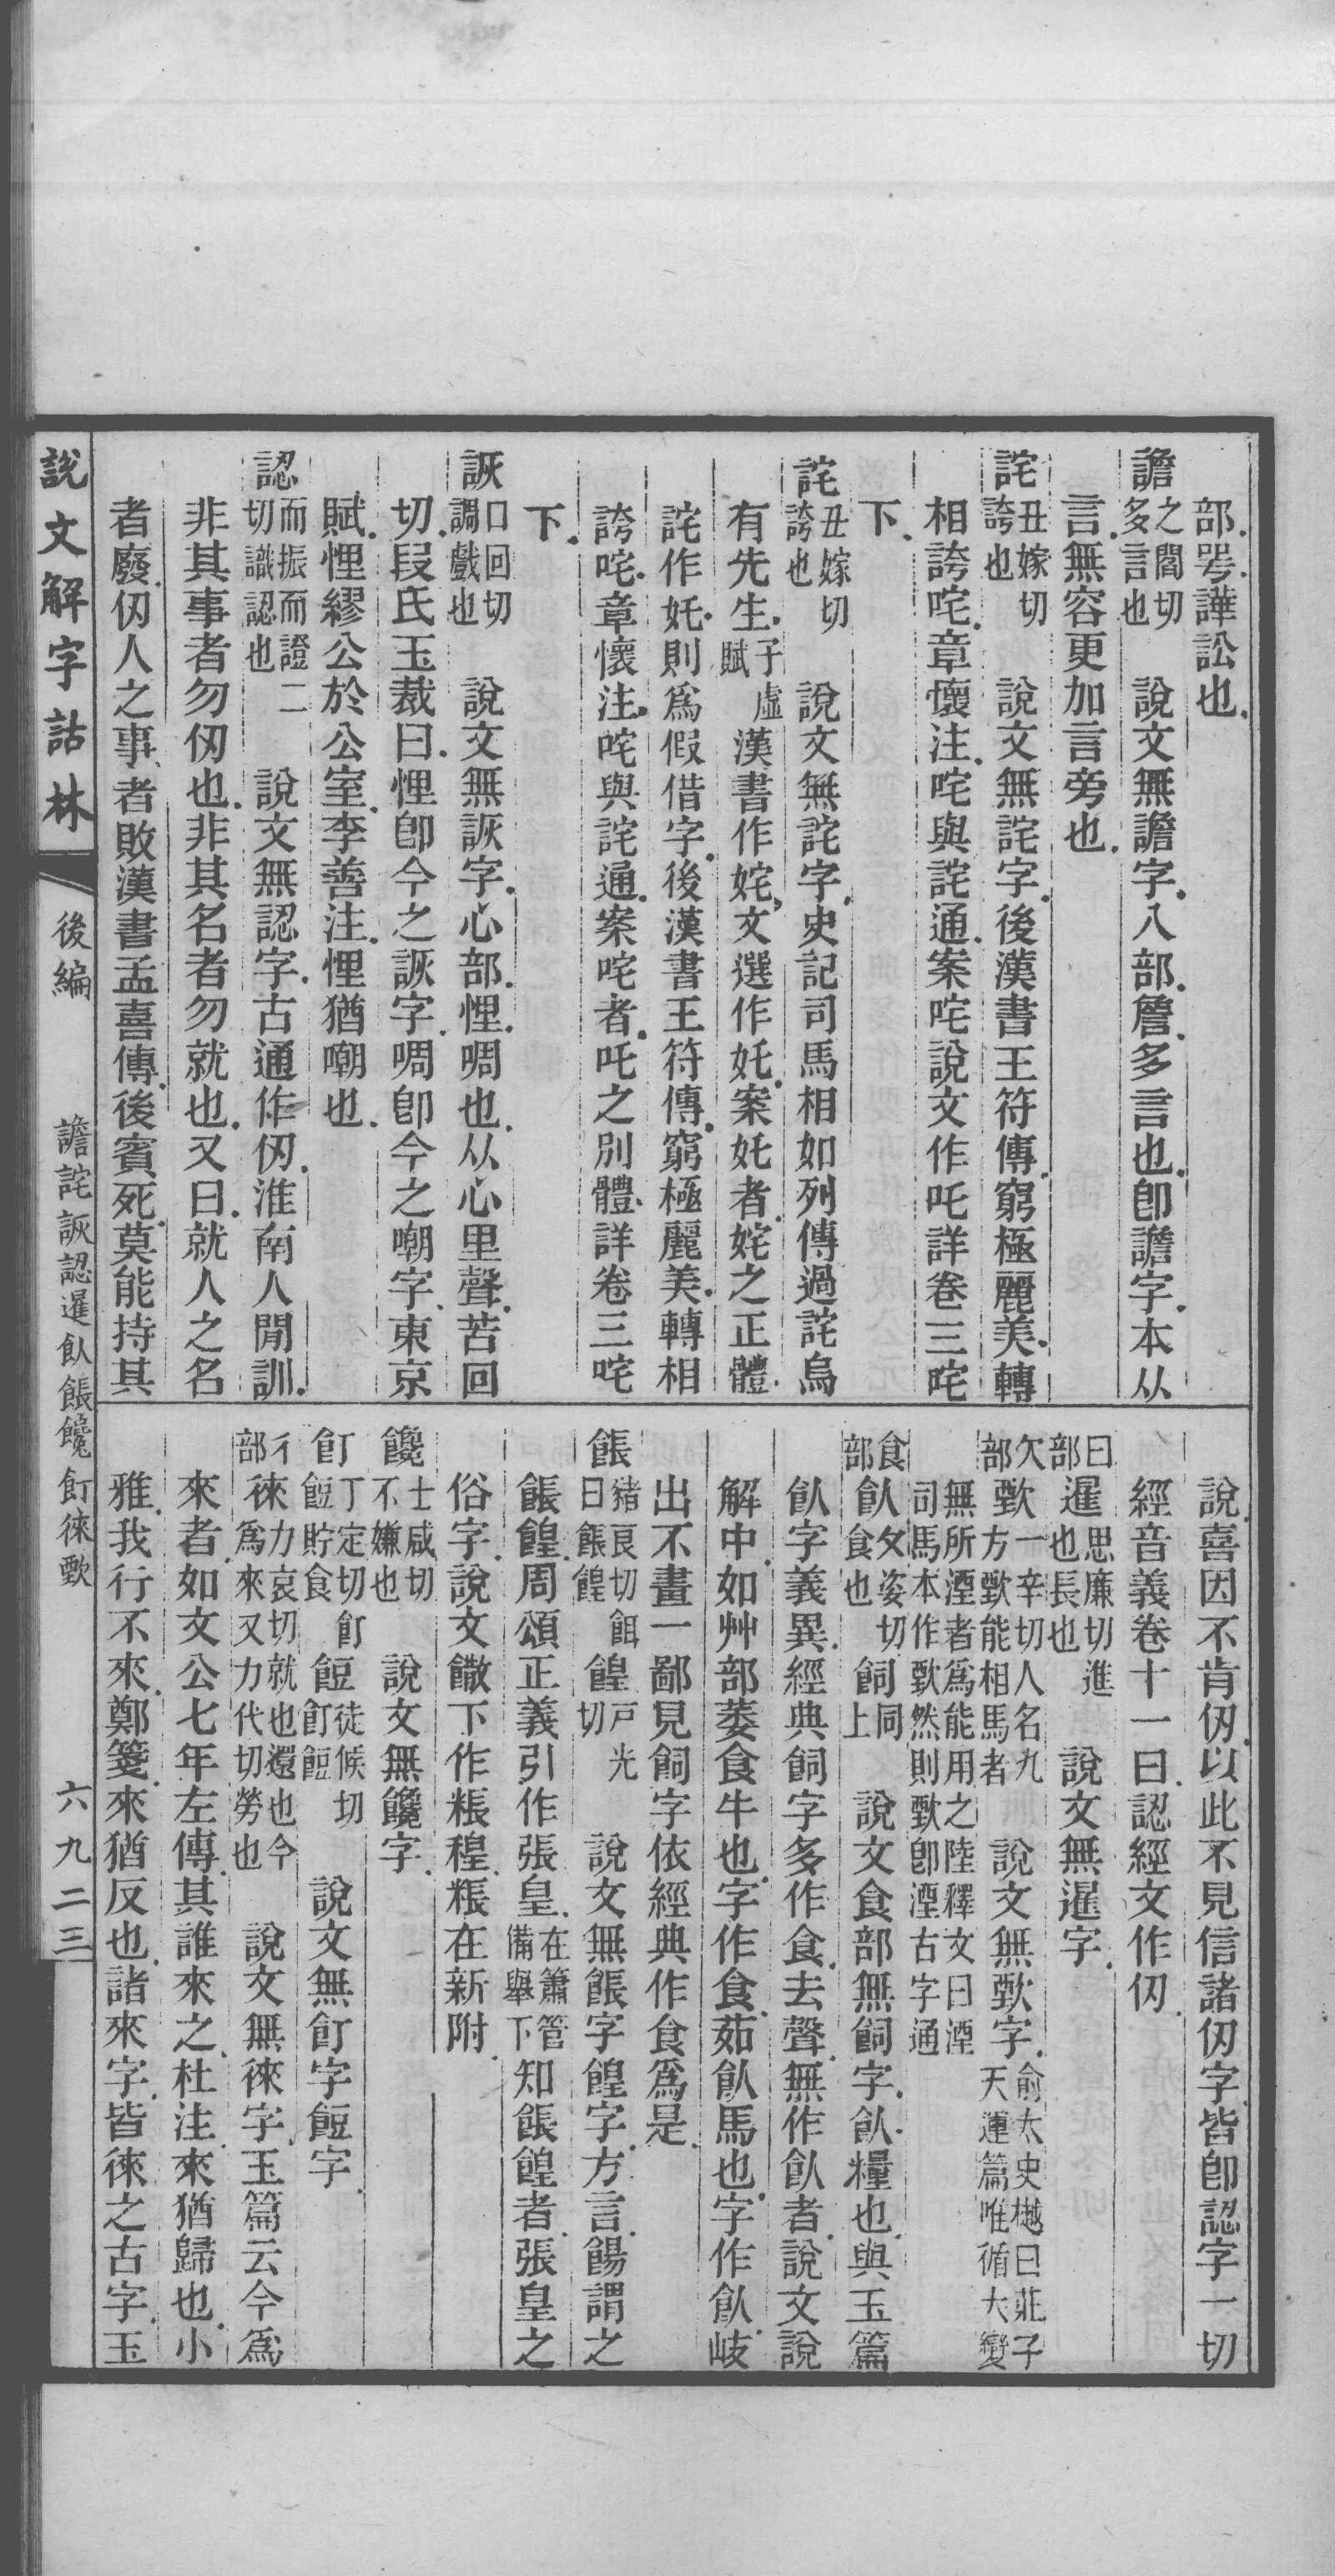 部咢譁訟也
譫之閻切多言也　說文無譫字八部詹多言也卽譫字本从
言無容更加言旁也
詫丑嫁切誇也　說文無詫字後漢書王符傳窮極麗美轉
相誇咤章懷注咤與詫通案咤說文作吒詳卷三咤
下
詫丑嫁切誇也　說文無詫字史記司馬相如列傳過詫烏
有先生子虛賦漢書作姹文選作奼案奼者姹之正體
詫作奼則爲假借字後漢書王符傳窮極麗美轉相
誇咤章懷注咤與詫通案咤者吒之別體詳卷三咤
下
詼口回切調戲也　說文無詼字心部悝啁也从心里聲苦回
切段氏玉裁曰悝卽今之詼字啁卽今之嘲字東京
賦悝繆公於公室李善注悝猶嘲也
認而振而證二切識認也　說文無認字古通作仞淮南人閒訓
非其事者勿仞也非其名者勿就也又曰就人之名
者廢仞人之事者敗漢書孟喜傳後賓死莫能持其
說喜因不肯仞以此不見信諸仞字皆卽認字一切
經音義卷十一曰認經文作仞
日部暹思廉切進也長也　說文無暹字
欠部㪅一辛切人名九方㪅能相馬者　說文無㪅字俞太史樾曰莊子天運篇唯循大變
無所湮者爲能用之陸釋文曰湮司馬本作㪅然則㪅卽湮古字通
食部飤夊姿切食也飼同上　說文食部無飼字飤糧也與玉篇
飤字義異經典飼字多作食去聲無作飤者說文說
解中如艸部萎食牛也字作食茹飤馬也字作飤岐
出不畫一鄙見飼字依經典作食爲是
餦豬良切餌曰餦餭餭戸光切　說文無餦字餭字方言餳謂之
餦餭周頌正義引作張皇在簫管備舉下知餦餭者張皇之
俗字說文饊下作粻䅣粻在新附
饞士咸切不嫌也　說文無饞字
飣丁定切飣餖貯食餖徒候切飣餖　說文無飣字餖字
彳部徠力哀切就也還也今爲來又力代切勞也　說文無徠字玉篇云今爲
來者如文公七年左傳其誰來之杜注來猶歸也小
雅我行不來鄭箋來猶反也諸來字皆徠之古字玉
說文解字詁林　後編　譫詫詼認暹飤餦饞飣徠㪅　六九二三